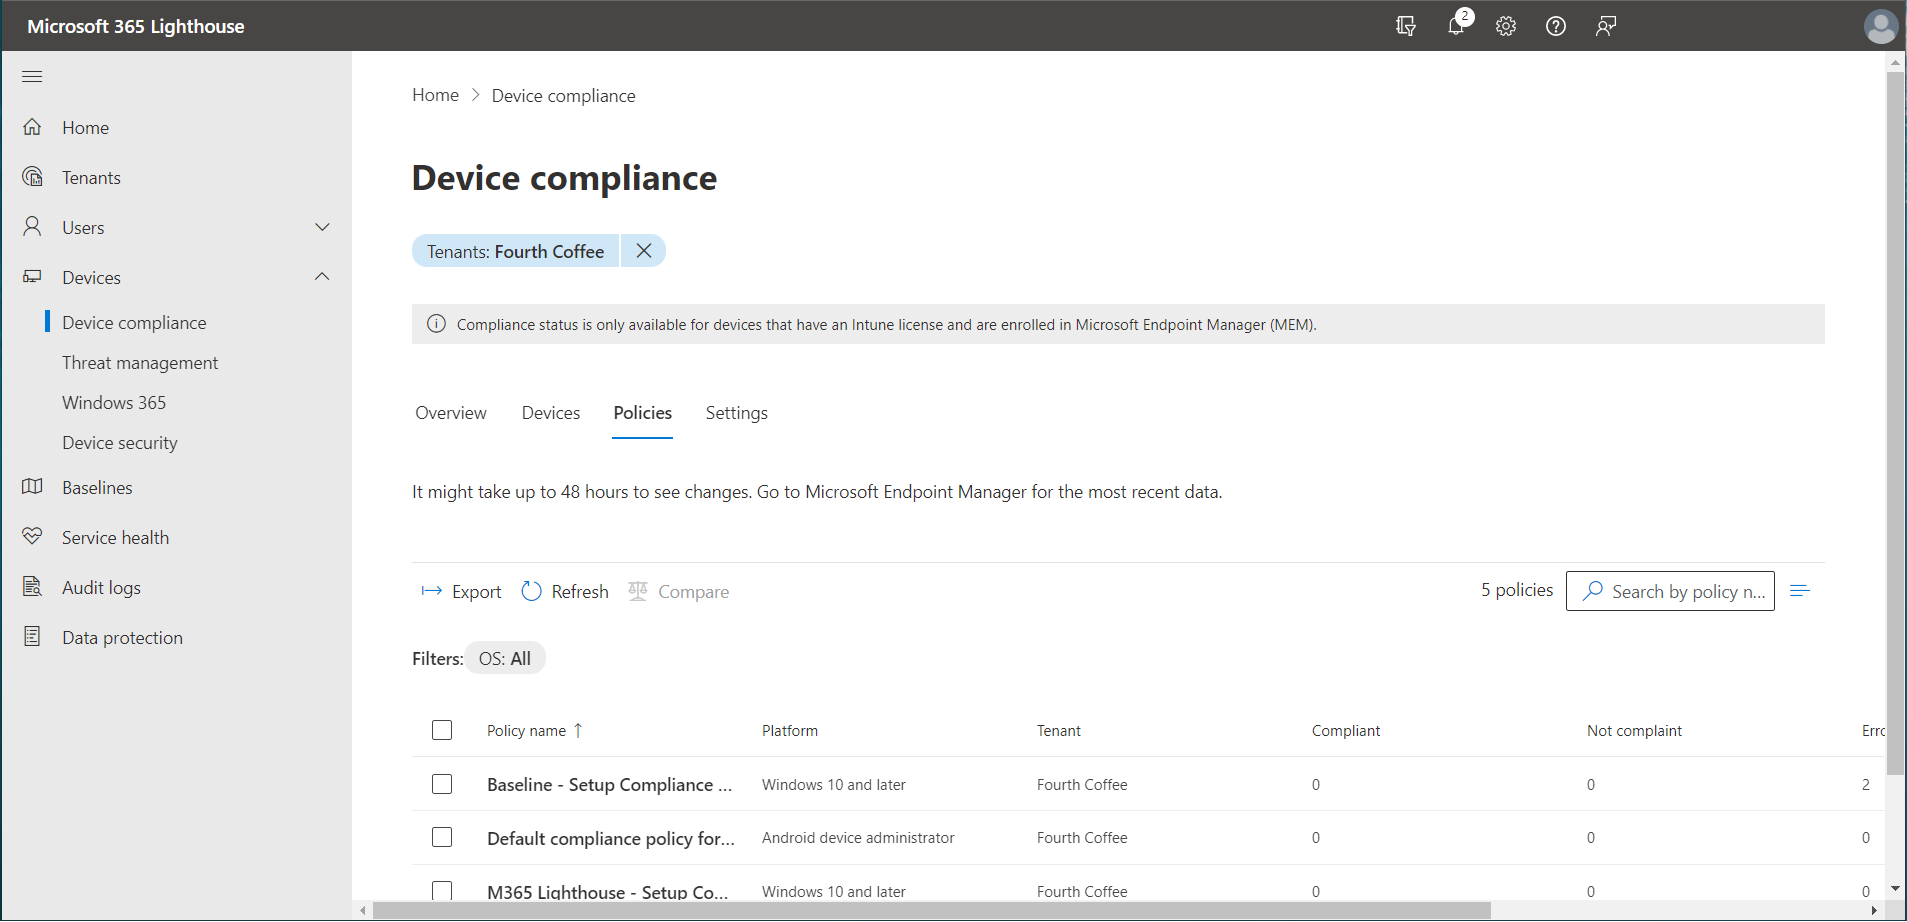 Microsoft 365 Lighthouse
2
Home
Tenants
Users
Devices
Device compliance
Threat management
Windows 365
Device security
Baselines
Service health
Audit logs
Data protection
Home > Device compliance
Device compliance
Tenants: Fourth Coffee
Compliance status is only available for devices that have an Intune license and are enrolled in Microsoft Endpoint Manager (MEM).
Overview Devices Policies Settings
It might take up to 48 hours to see changes. Go to Microsoft Endpoint Manager for the most recent data.
Export Refresh Compare 5 policies Search by policy n...
Filters: OS: All
Policy name ↑ Platform Tenant Compliant Not complaint Erro
Baseline - Setup Compliance ... Windows 10 and later Fourth Coffee 0 0 2
Default compliance policy for... Android device administrator Fourth Coffee 0 0 0
M365 Lighthouse - Setup Co... Windows 10 and later Fourth Coffee 0 0 0